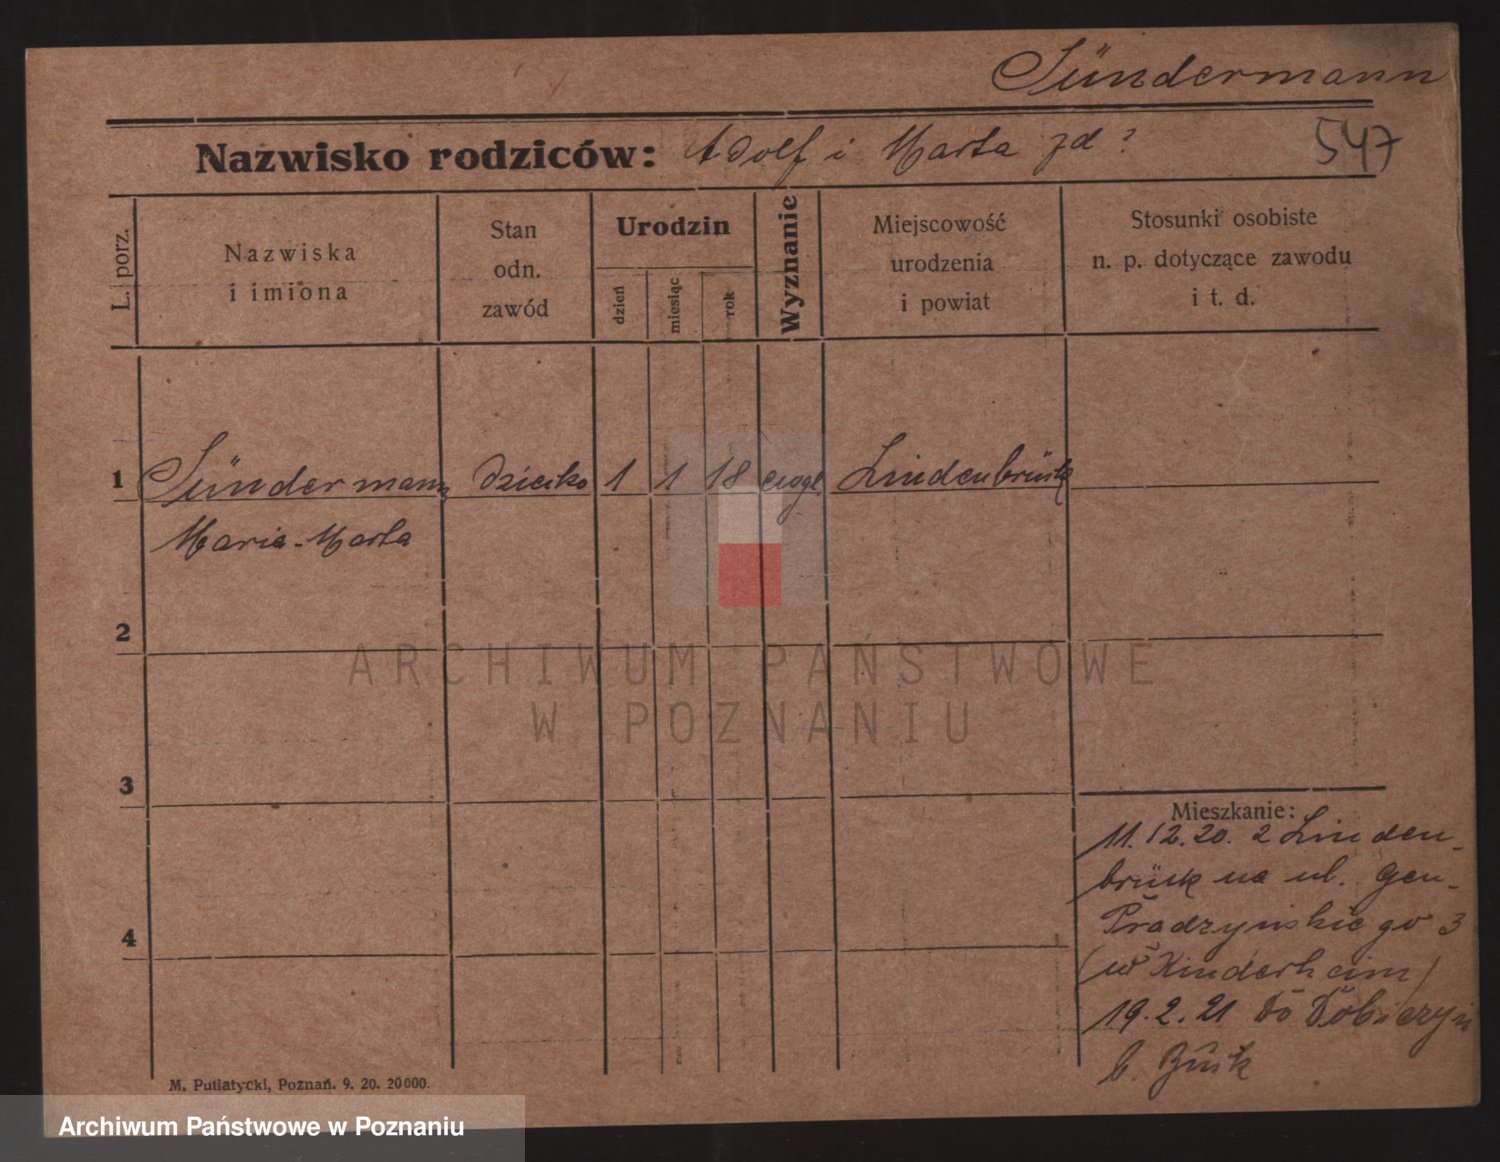 Sündermann
Nazwisko rodziców: Adolf i Marta zd?
547
L. porz.
Nazwiska
i imiona
Stan
odn.
zawód
Urodzin
dzień
miesiąc
rok
Wyznanie
Miejscowość
urodzenia
i powiat
Stosunki osobiste
n. p. dotyczące zawodu
i t. d.
1 Sündermann dziecko 1 1 18 ewgl Lindenbrück
Maria-Marta
2
ARCHIWUM PAŃSTWOWE
W POZNANIU
3
Mieszkanie:
11.12.20. z Linden-
brück na ul. Gen-
Prądzyńskiego 3
(w Kinderheim)
4
19.2.21 do Dobieżyn
b. Buk
M. Putiatycki, Poznań. 9. 20. 20000.
Archiwum Państwowe w Poznaniu